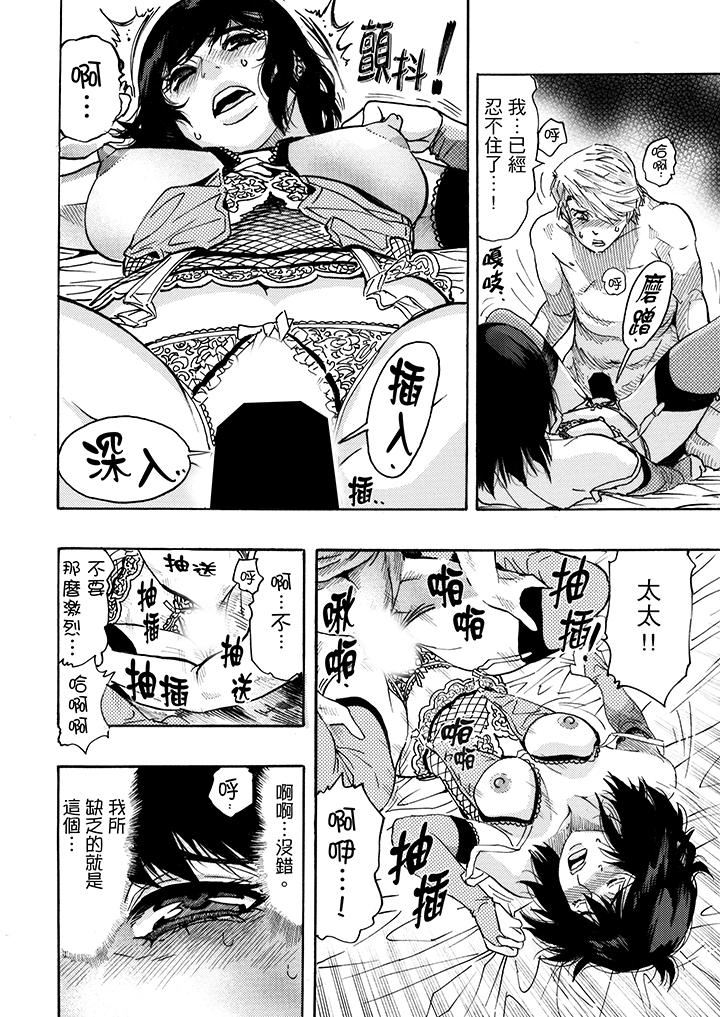 我…已經
忍不住了…！
呼
哈啊…
呼
嘎吱
磨蹭
顫抖！
啊…
插入
深入
插
太太!!
抽插！
啪啪
啾啪
啪啪
啊咿…！
抽插
啊…不…
呼
抽送
不要
那麼激烈…
抽插
抽送
抽插
哈啊啊
啊啊…沒錯。
呼
我所
缺乏的就是
這個…